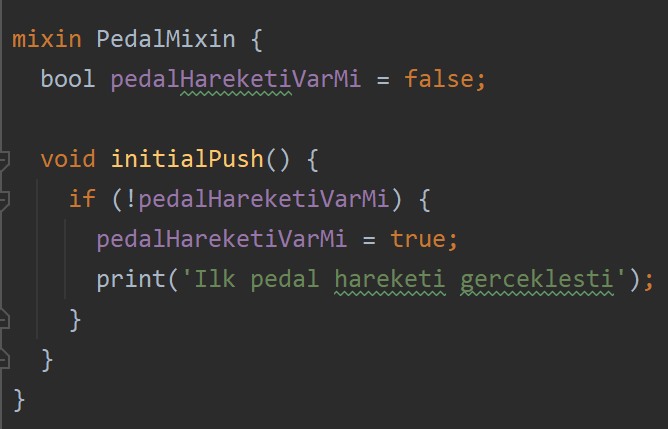 mixin PedalMixin {
  bool pedalHareketiVarMi = false;

  void initialPush() {
    if (!pedalHareketiVarMi) {
      pedalHareketiVarMi = true;
      print('Ilk pedal hareketi gerceklesti');
    }
  }
}